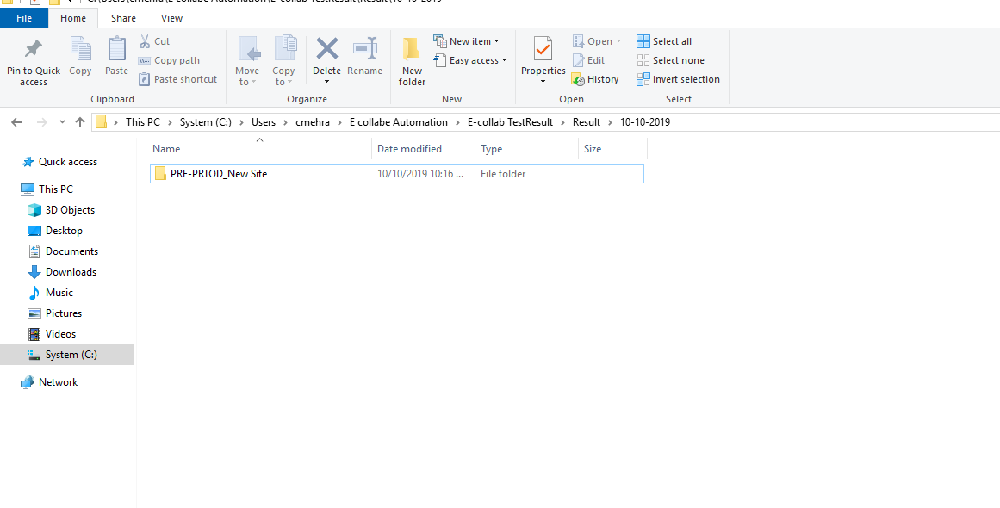 C:\Users\cmehra\E collabe Automation\E-collab TestResult\Result\10-10-2019
File Home Share View
Pin to Quick access
Copy
Paste
Cut
Copy path
Paste shortcut
Clipboard
Move to
Copy to
Delete
Rename
Organize
New folder
New item
Easy access
New
Properties
Open
Edit
History
Open
Select all
Select none
Invert selection
Select
This PC > System (C:) > Users > cmehra > E collabe Automation > E-collab TestResult > Result > 10-10-2019
Name Date modified Type Size
PRE-PRTOD_New Site 10/10/2019 10:16 ... File folder
Quick access
This PC
3D Objects
Desktop
Documents
Downloads
Music
Pictures
Videos
System (C:)
Network